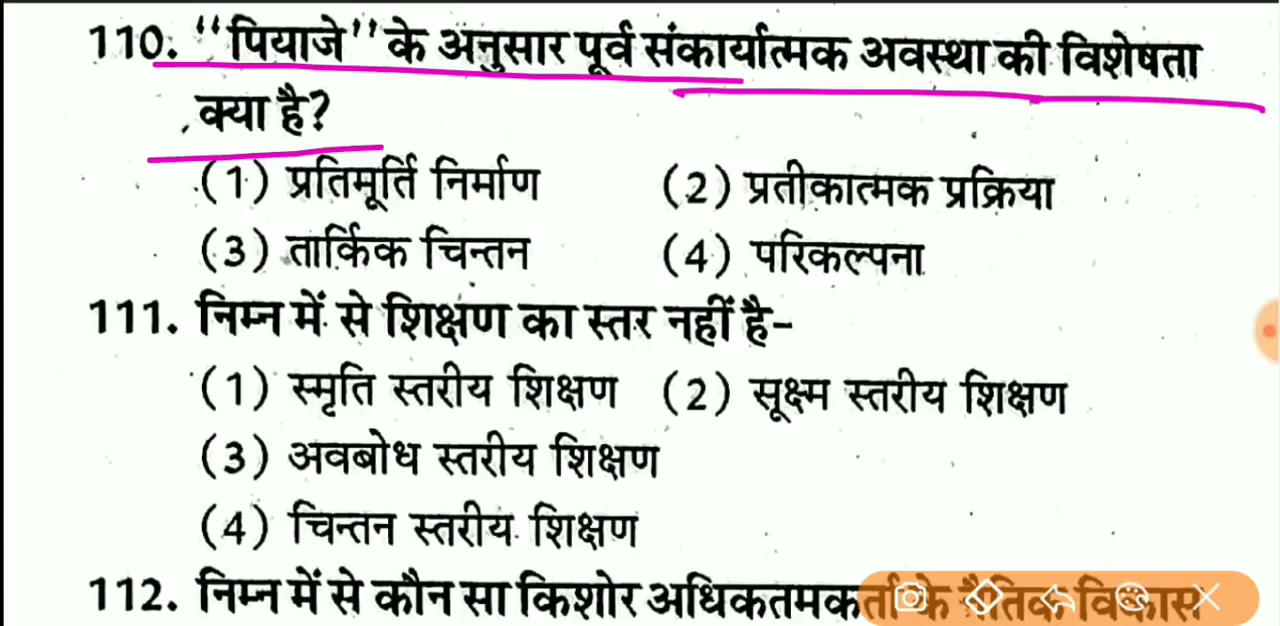 110. “पियाजे” के अनुसार पूर्व संकार्यात्मक अवस्था की विशेषता
क्या है?
(1) प्रतिमूर्ति निर्माण (2) प्रतीकात्मक प्रक्रिया
(3) तार्किक चिन्तन (4) परिकल्पना
111. निम्न में से शिक्षण का स्तर नहीं है-
(1) स्मृति स्तरीय शिक्षण (2) सूक्ष्म स्तरीय शिक्षण
(3) अवबोध स्तरीय शिक्षण
(4) चिन्तन स्तरीय शिक्षण
112. निम्न में से कौन सा किशोर अधिकतमकर्ता के नैतिक विकास